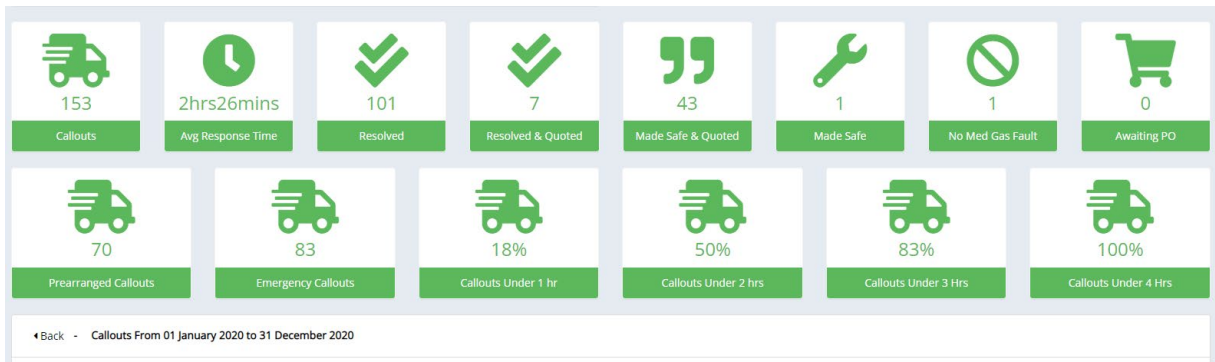 153 2hrs26mins 101 7 43 1 1 0
Callouts Avg Response Time Resolved Resolved & Quoted Made Safe & Quoted Made Safe No Med Gas Fault Awaiting PO
70 83 18% 50% 83% 100%
Prearranged Callouts Emergency Callouts Callouts Under 1 hr Callouts Under 2 hrs Callouts Under 3 Hrs Callouts Under 4 Hrs
Back - Callouts From 01 January 2020 to 31 December 2020